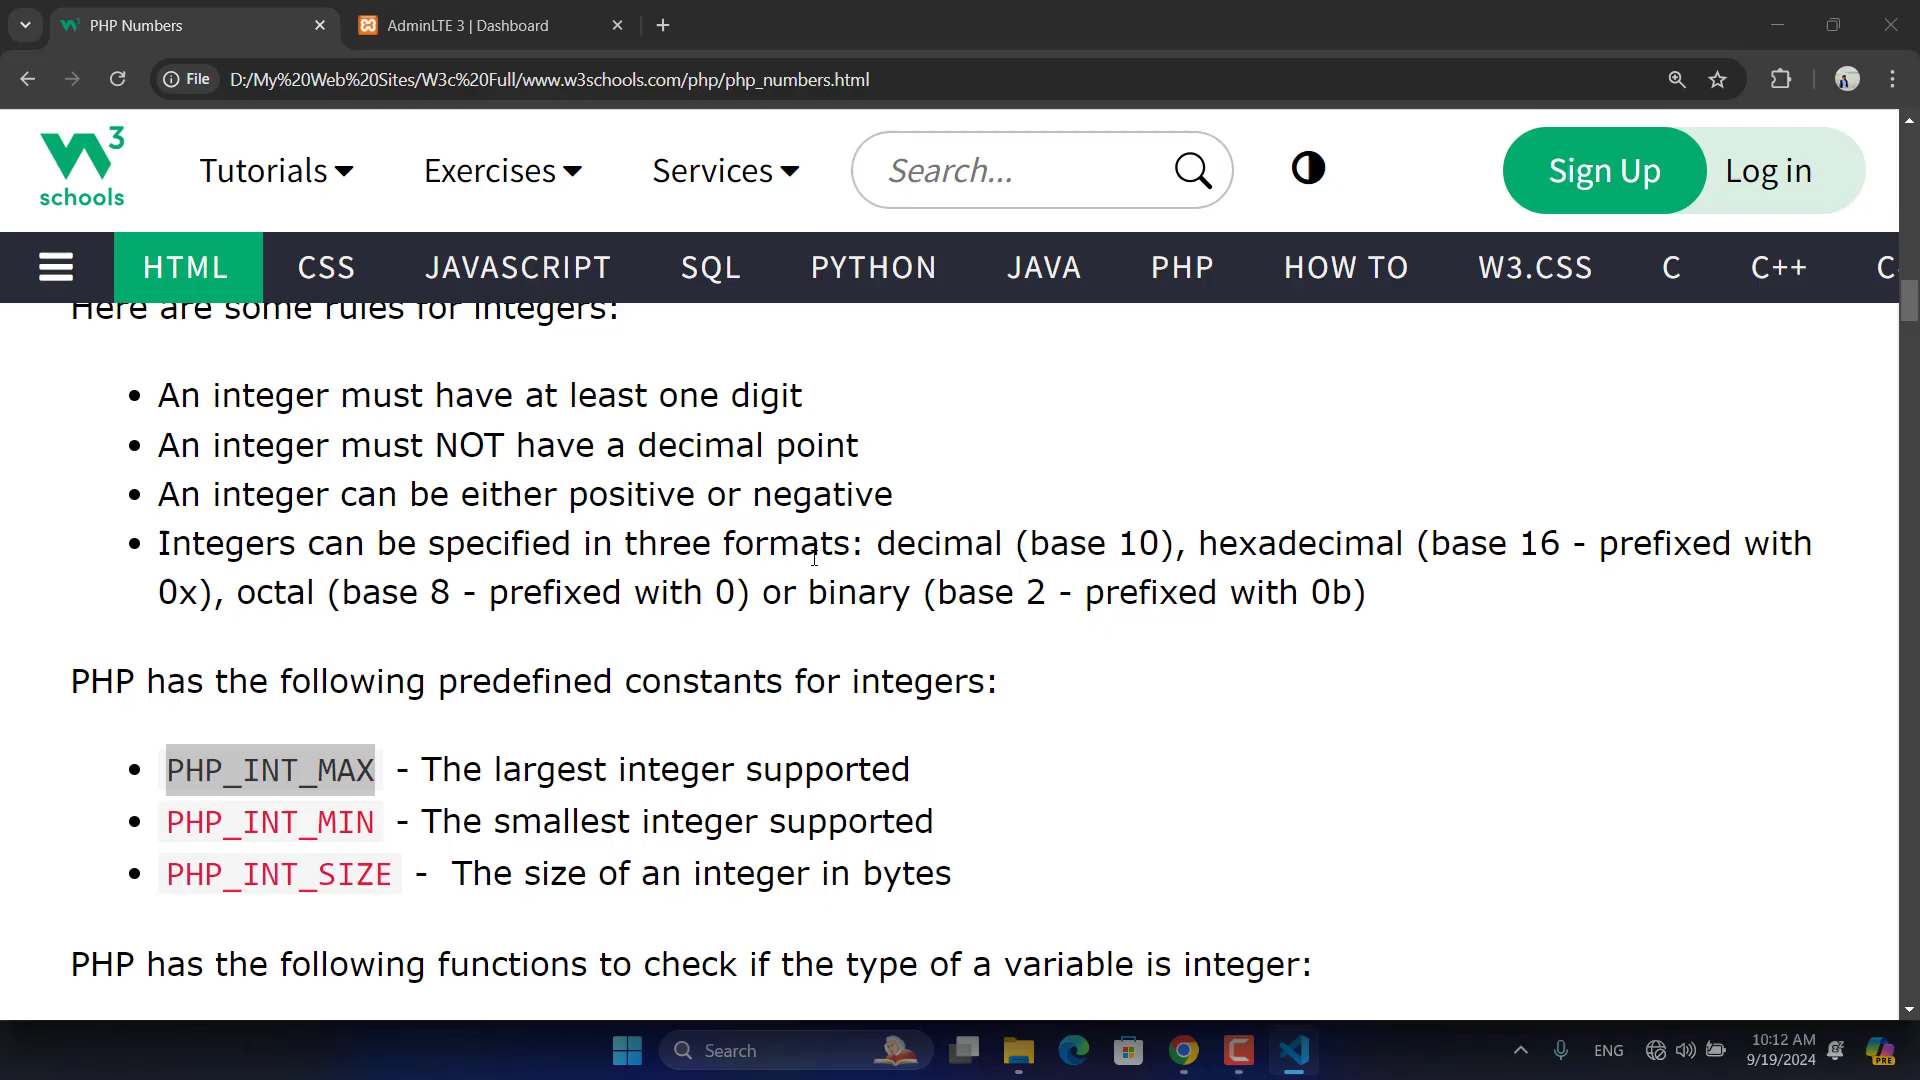 PHP Numbers
AdminLTE 3 | Dashboard
File
D:/My%20Web%20Sites/W3c%20Full/www.w3schools.com/php/php_numbers.html
W3
schools
Tutorials
Exercises
Services
Search...
Sign Up
Log in
HTML
CSS
JAVASCRIPT
SQL
PYTHON
JAVA
PHP
HOW TO
W3.CSS
C
C++
Here are some rules for integers:
• An integer must have at least one digit
• An integer must NOT have a decimal point
• An integer can be either positive or negative
• Integers can be specified in three formats: decimal (base 10), hexadecimal (base 16 - prefixed with
0x), octal (base 8 - prefixed with 0) or binary (base 2 - prefixed with 0b)
PHP has the following predefined constants for integers:
• PHP_INT_MAX - The largest integer supported
• PHP_INT_MIN - The smallest integer supported
• PHP_INT_SIZE - The size of an integer in bytes
PHP has the following functions to check if the type of a variable is integer:
Search
ENG
10:12 AM
9/19/2024
PRE